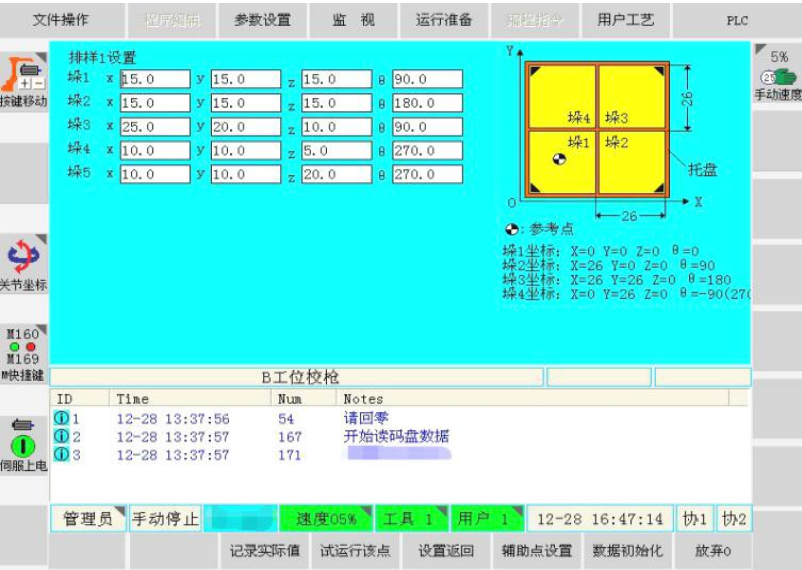 文件操作 程序编辑 参数设置 监 视 运行准备 编程指令 用户工艺 PLC
排样1设置
垛1 x 15.0 y 15.0 z 15.0 θ 90.0
垛2 x 15.0 y 15.0 z 15.0 θ 180.0
垛3 x 25.0 y 20.0 z 10.0 θ 90.0
垛4 x 10.0 y 10.0 z 5.0 θ 270.0
垛5 x 10.0 y 10.0 z 20.0 θ 270.0
Y
垛4 垛3
26
垛1 垛2
托盘
O X
26
:参考点
垛1坐标: X=0 Y=0 Z=0 θ=0
垛2坐标: X=26 Y=0 Z=0 θ=90
垛3坐标: X=26 Y=26 Z=0 θ=180
垛4坐标: X=0 Y=26 Z=0 θ=-90(270
按健移动
关节坐标
M160
M169
M快捷键
伺服上电
5%
手动速度
B工位校枪
ID Time Num Notes
1 12-28 13:37:56 54 请回零
2 12-28 13:37:57 167 开始读码盘数据
3 12-28 13:37:57 171
管理员 手动停止 速度05% 工具 1 用户 1 12-28 16:47:14 协1 协2
记录实际值 试运行该点 设置返回 辅助点设置 数据初始化 放弃0